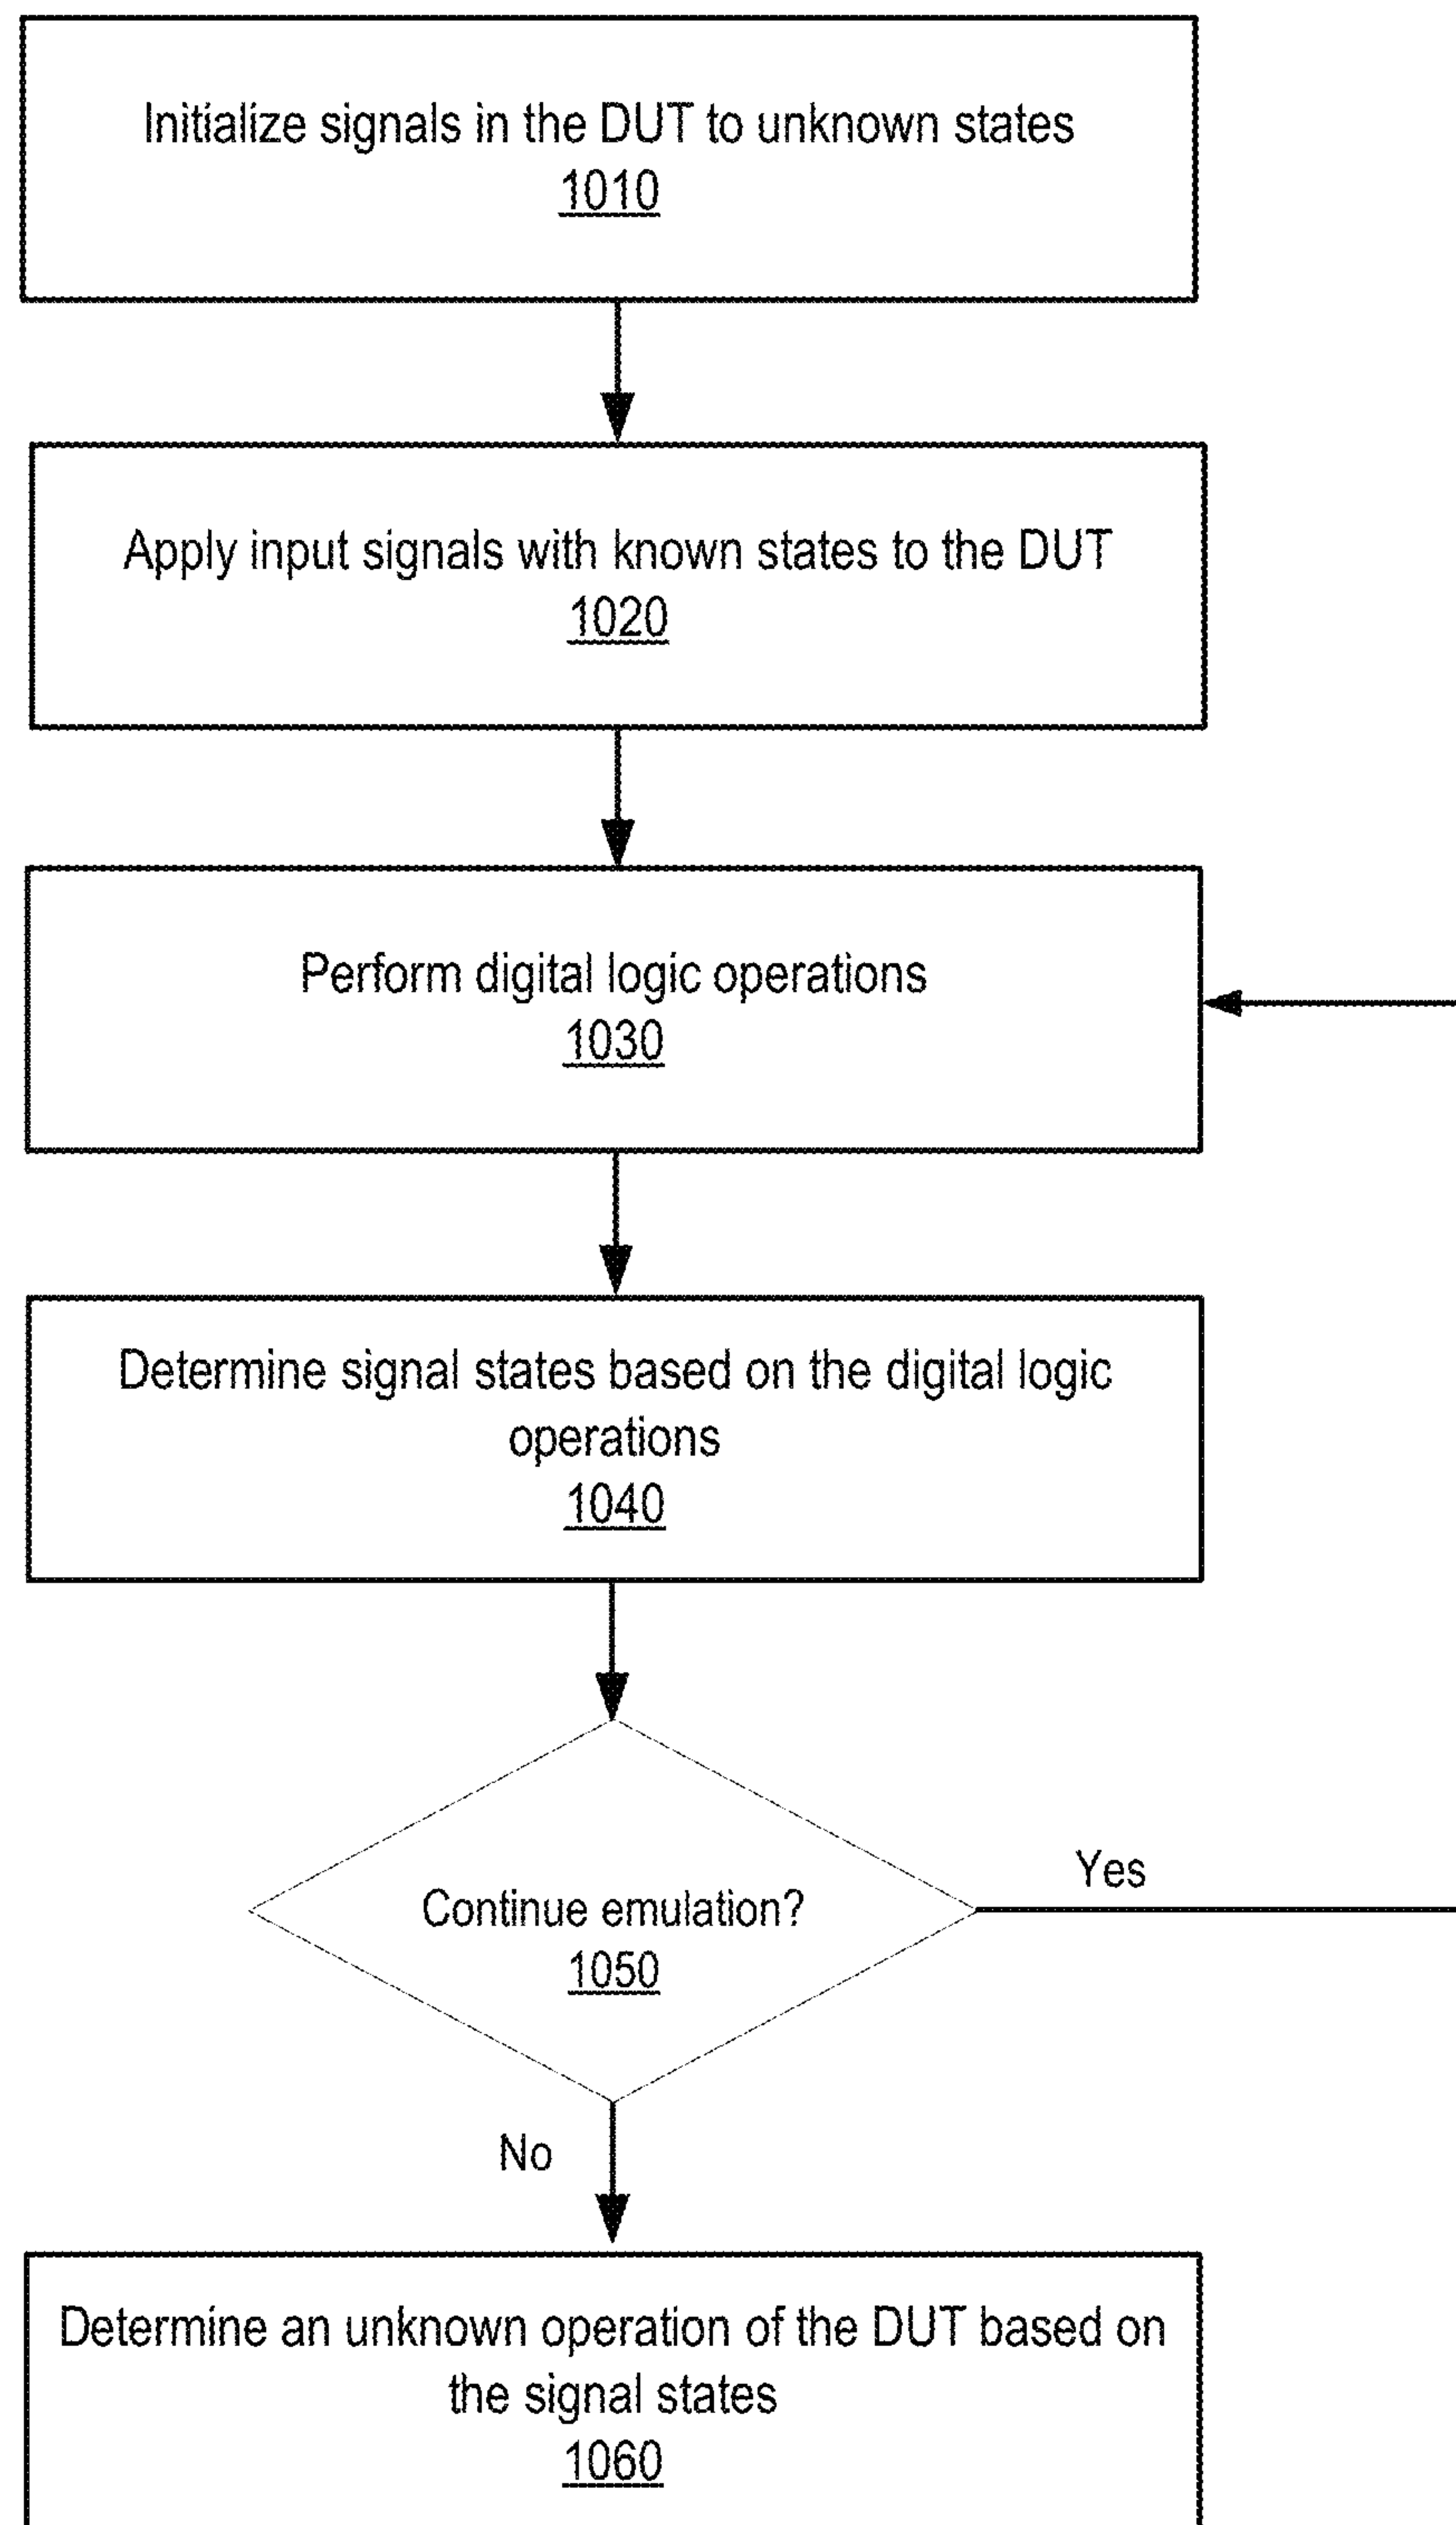 Initialize signals in the DUT to unknown states
1010
Apply input signals with known states to the DUT
1020
Perform digital logic operations
1030
Determine signal states based on the digital logic
operations
1040
Continue emulation?
1050
Yes
No
Determine an unknown operation of the DUT based on
the signal states
1060